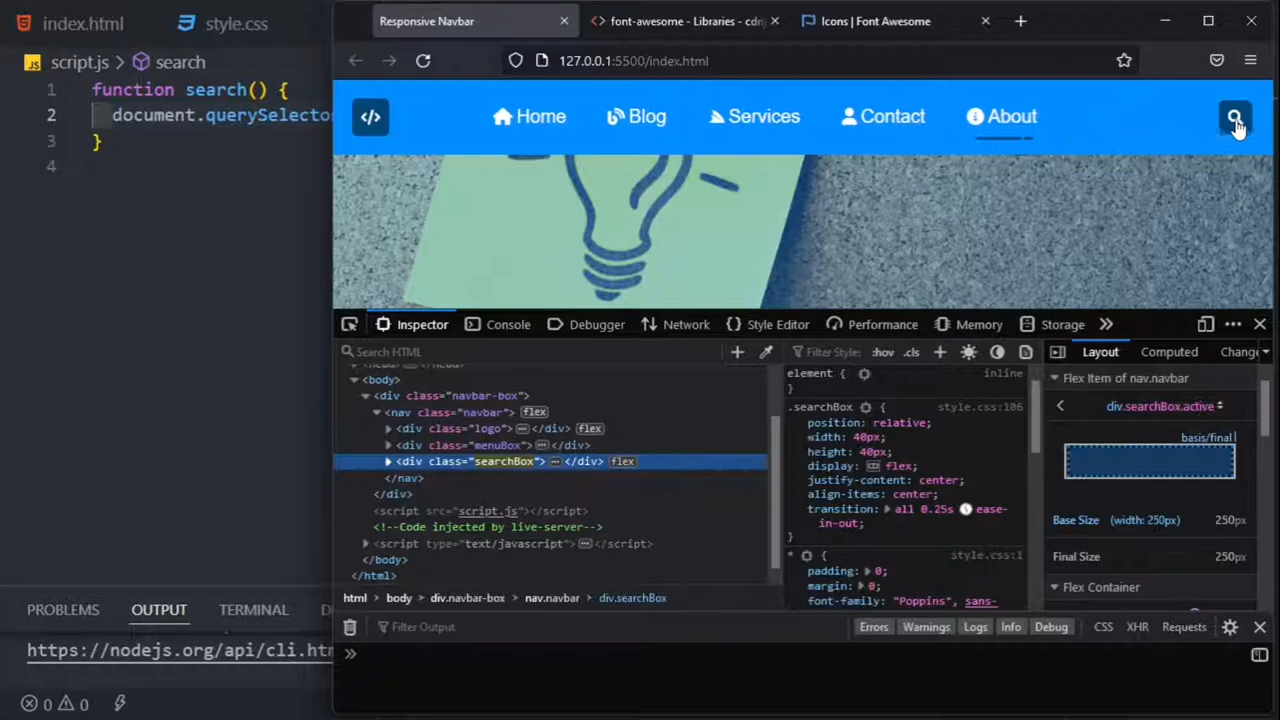 index.html
style.css
script.js > search
1 function search() {
2 document.querySelector
3 }
4
PROBLEMS OUTPUT TERMINAL
https://nodejs.org/api/cli.htm
0 0
Responsive Navbar
font-awesome - Libraries - cdnj
Icons | Font Awesome
127.0.0.1:5500/index.html
Home Blog Services Contact About
Inspector Console Debugger Network Style Editor Performance Memory Storage
Search HTML
<body>
<div class="navbar-box">
<nav class="navbar"> flex
<div class="logo"> </div> flex
<div class="menuBox"> </div>
<div class="searchBox"> </div> flex
</nav>
</div>
<script src="script.js"></script>
<!--Code injected by live-server-->
<script type="text/javascript"> </script>
</body>
</html>
html > body > div.navbar-box > nav.navbar > div.searchBox
Filter Styles :hov .cls
element { inline
}
.searchBox { style.css:106
position: relative;
width: 40px;
height: 40px;
display: flex;
justify-content: center;
align-items: center;
transition: all 0.25s ease-
in-out;
}
* { style.css:1
padding: 0;
margin: 0;
font-family: "Poppins", sans-
Layout Computed Change
Flex Item of nav.navbar
div.searchBox.active
basis/final
Base Size (width: 250px) 250px
Final Size 250px
Flex Container
Filter Output
Errors Warnings Logs Info Debug CSS XHR Requests